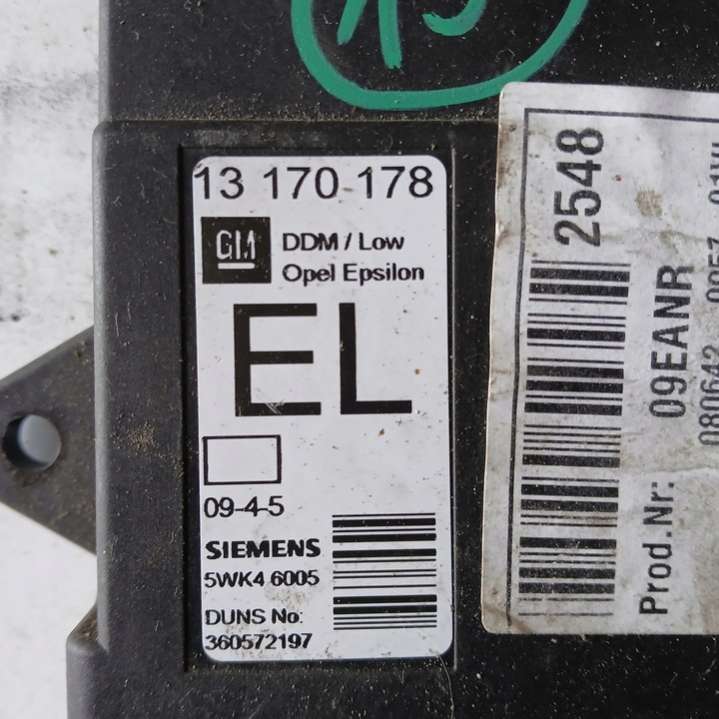 13 170 178
GM
DDM / Low
Opel Epsilon
EL
09-4-5
SIEMENS
5WK4 6005
DUNS No:
360572197
2548
09EANR
Prod.Nr: